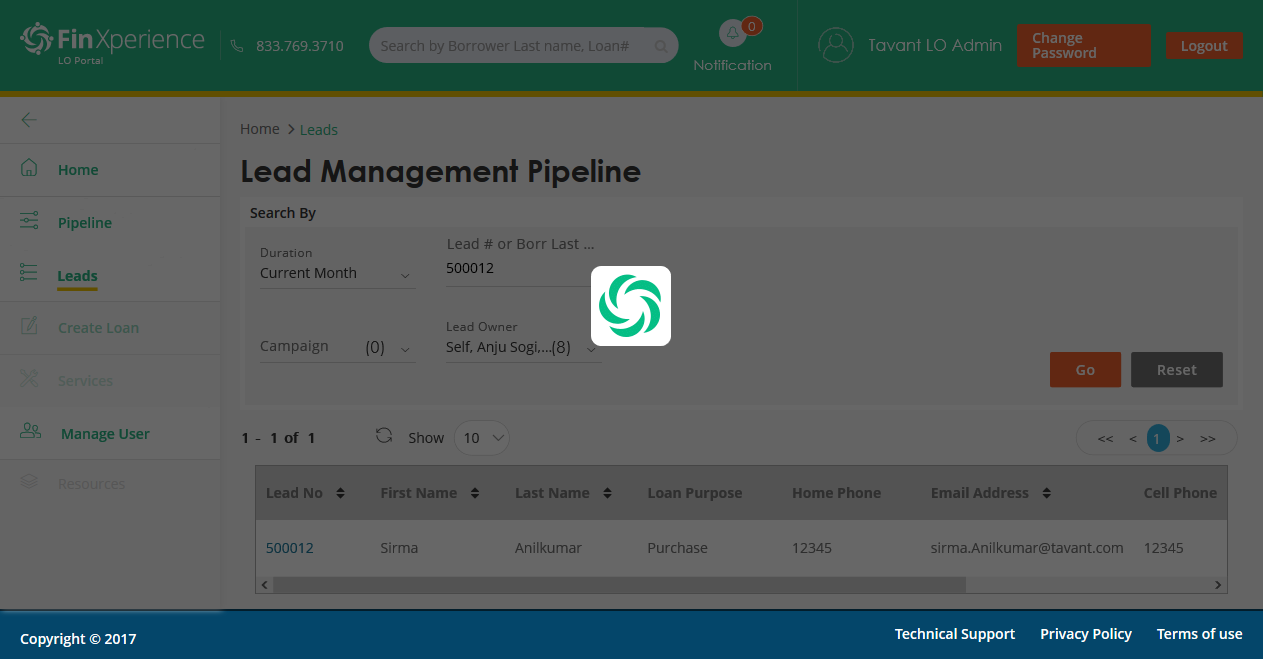 FinXperience
LO Portal
833.769.3710
Search by Borrower Last name, Loan#
0
Notification
Tavant LO Admin
Change
Password
Logout
Home
Pipeline
Leads
Create Loan
Services
Manage User
Resources
Home > Leads
Lead Management Pipeline
Search By
Duration
Current Month
Lead # or Borr Last ...
500012
Campaign (0)
Lead Owner
Self, Anju Sogi,...(8)
Go Reset
1 - 1 of 1 Show 10 << < 1 > >>
Lead No First Name Last Name Loan Purpose Home Phone Email Address Cell Phone
500012 Sirma Anilkumar Purchase 12345 sirma.Anilkumar@tavant.com 12345
Copyright © 2017 Technical Support Privacy Policy Terms of use